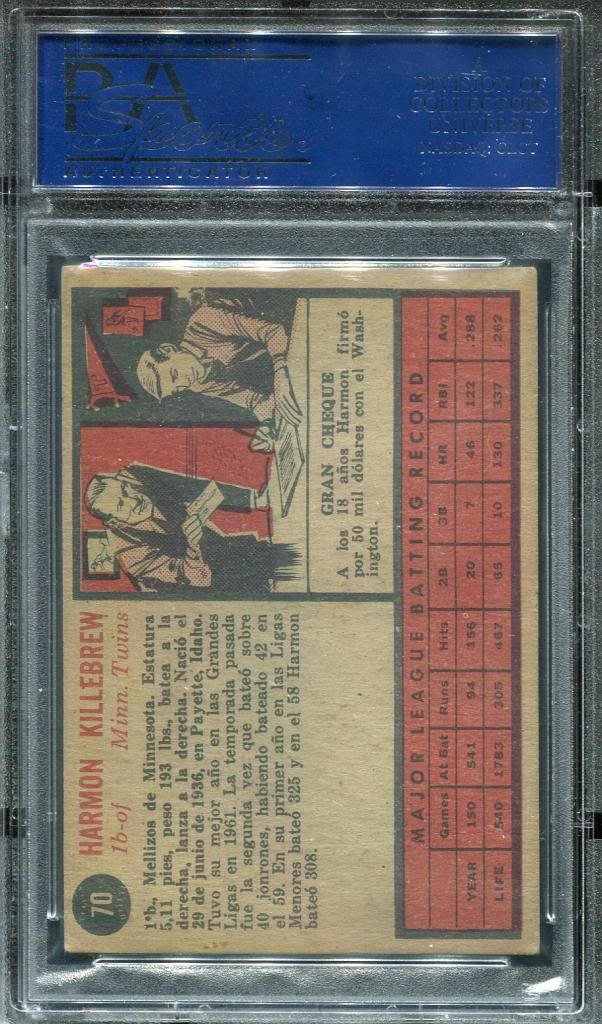 PSA
Sports
AUTHENTICATOR
A
DIVISION OF
COLLECTORS
UNIVERSE
NASDAQ: CLCT
70
HARMON KILLEBREW
1b-of Minn. Twins
1ªb., Mellizos de Minnesota. Estatura
5,11 pies, peso 193 lbs., batea a la
derecha, lanza a la derecha. Nació el
29 de junio de 1936, en Payette, Idaho.
Tuvo su mejor año en las Grandes
Ligas en 1961. La temporada pasada
fue la segunda vez que bateó sobre
40 jonrones, habiendo bateado 42 en
el 59. En su primer año en las Ligas
Menores bateó 325 y en el 58 Harmon
bateó 308.
GRAN CHEQUE
A los 18 años Harmon firmó
por 50 mil dólares con el Wash-
ington.
MAJOR LEAGUE BATTING RECORD
Games At Bat Runs Hits 2B 3B HR RBI Avg
YEAR 150 541 94 156 20 7 46 122 .288
LIFE 540 1783 305 467 65 10 130 337 .262